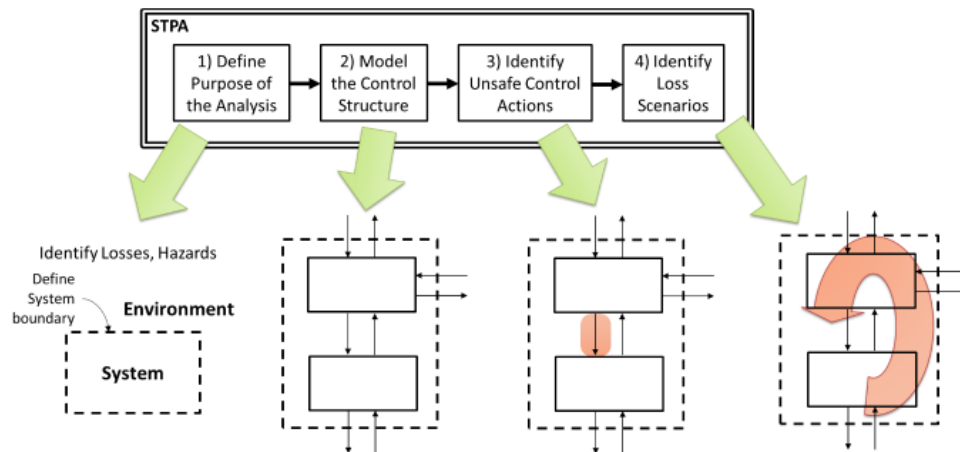 STPA
1) Define
Purpose of
the Analysis
2) Model
the Control
Structure
3) Identify
Unsafe Control
Actions
4) Identify
Loss
Scenarios
Identify Losses, Hazards
Define
System
boundary
Environment
System